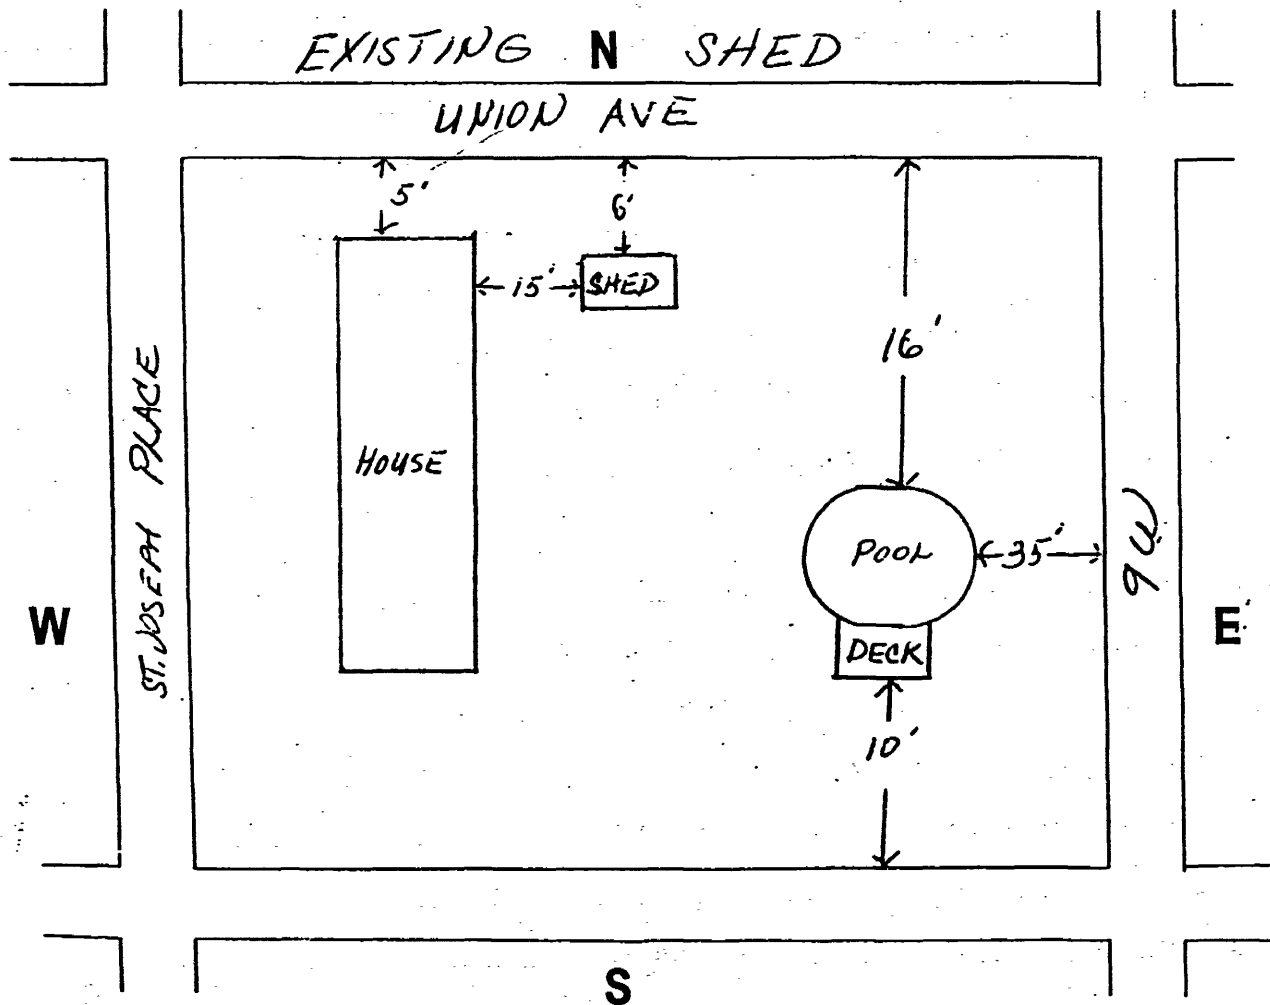 EXISTING N SHED
UNION AVE
5'
6'
15'
SHED
16'
ST. JOSEPH PLACE
HOUSE
POOL
35'
9W
W
E
DECK
10'
S